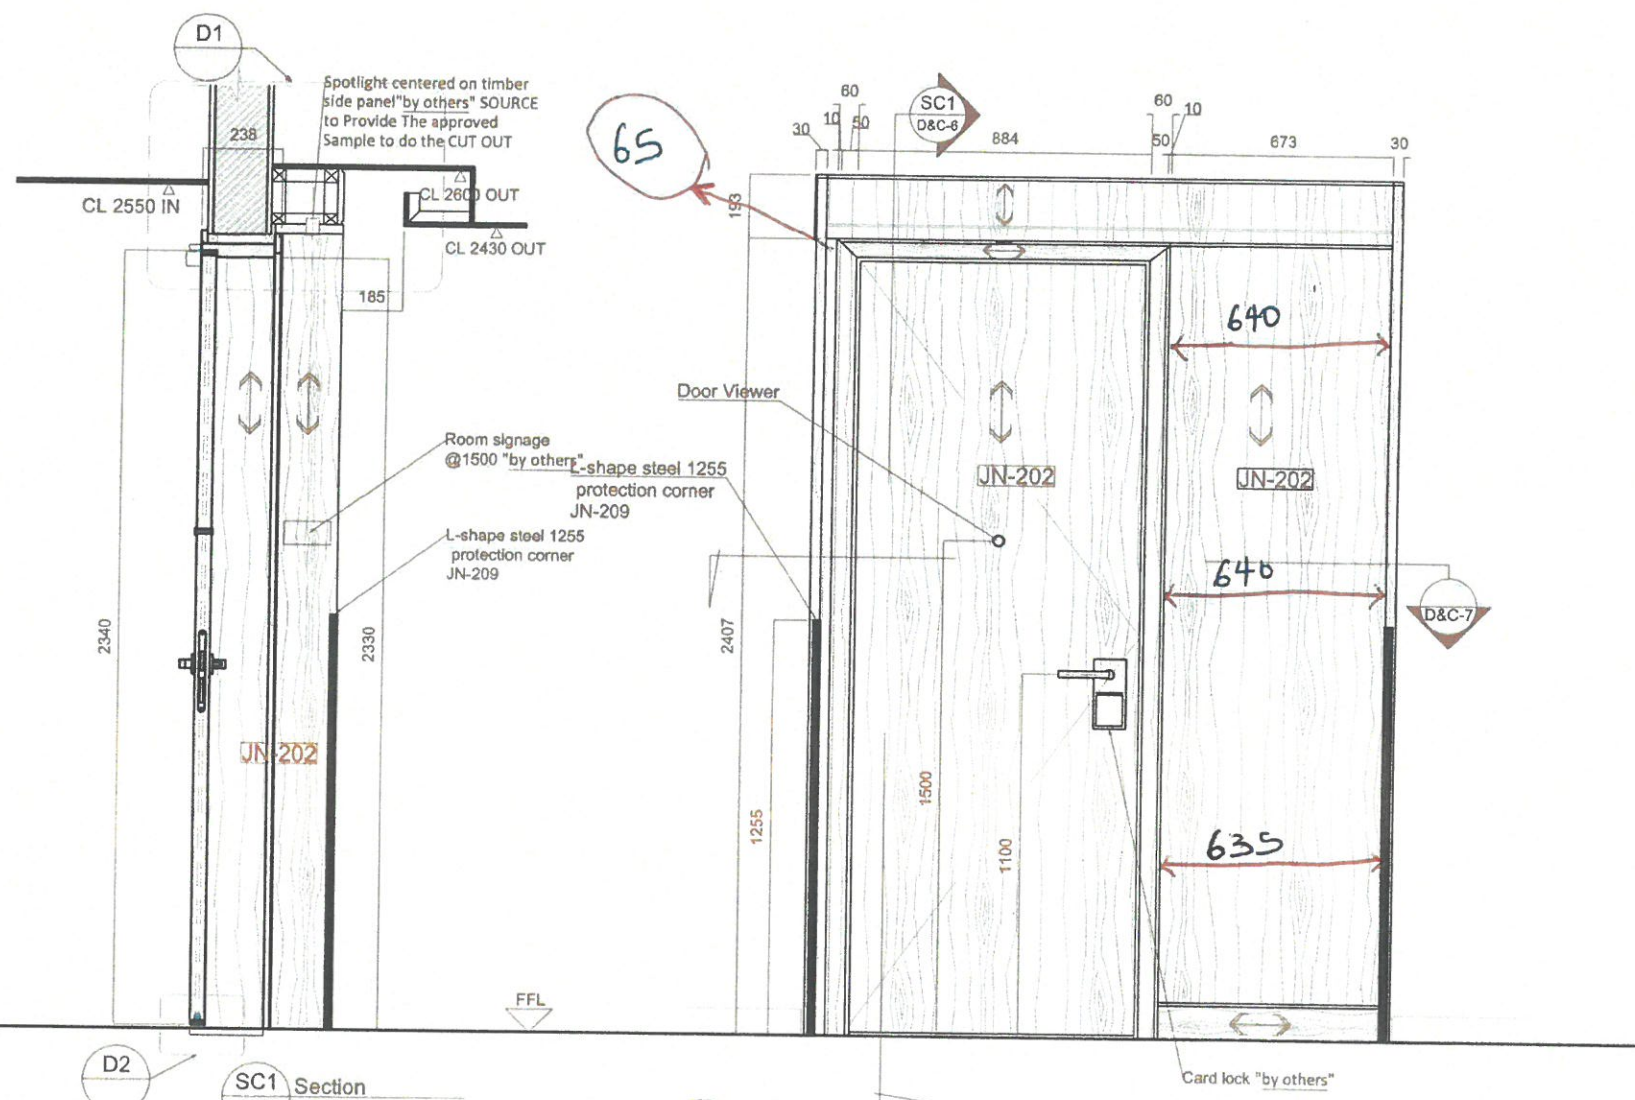 D1
Spotlight centered on timber
side panel"by others" SOURCE
to Provide The approved
Sample to do the CUT OUT
238
CL 2550 IN
CL 2600 OUT
CL 2430 OUT
185
Room signage
@1500 "by others"
L-shape steel 1255
protection corner
JN-209
L-shape steel 1255
protection corner
JN-209
2340
2330
JN-202
FFL
D2
SC1 Section
65
30
10
60
50
SC1
D&C-6
884
60
50
10
673
30
193
640
Door Viewer
JN-202
JN-202
640
D&C-7
2407
1255
1500
1100
635
Card lock "by others"